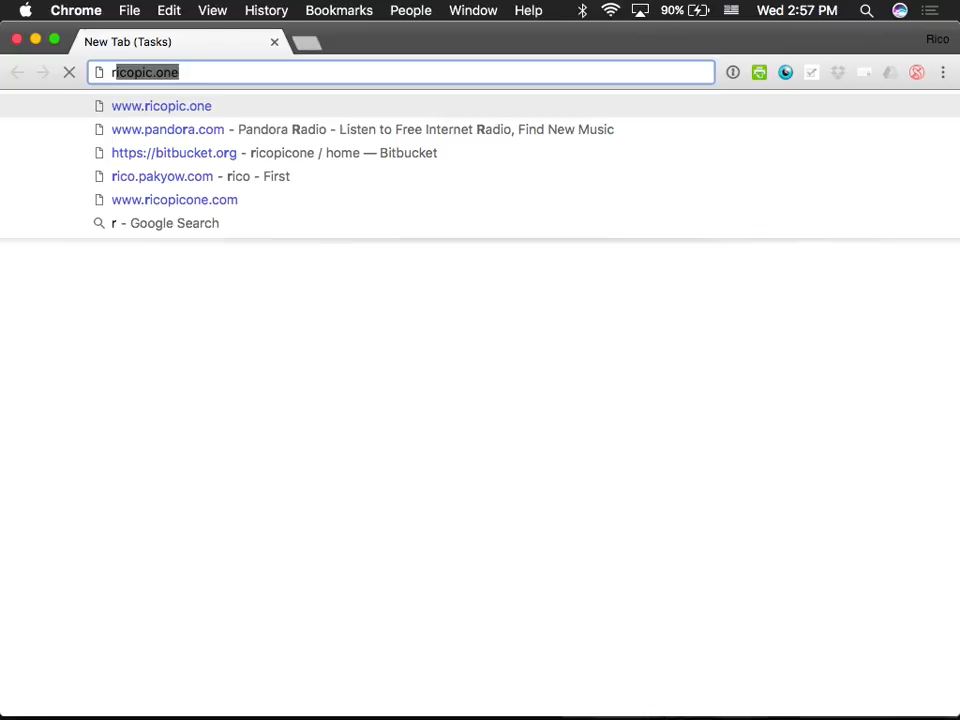 Chrome File Edit View History Bookmarks People Window Help 90% Wed 2:57 PM
New Tab (Tasks) Rico
ricopic.one
www.ricopic.one
www.pandora.com - Pandora Radio - Listen to Free Internet Radio, Find New Music
https://bitbucket.org - ricopicone / home — Bitbucket
rico.pakyow.com - rico - First
www.ricopicone.com
r - Google Search